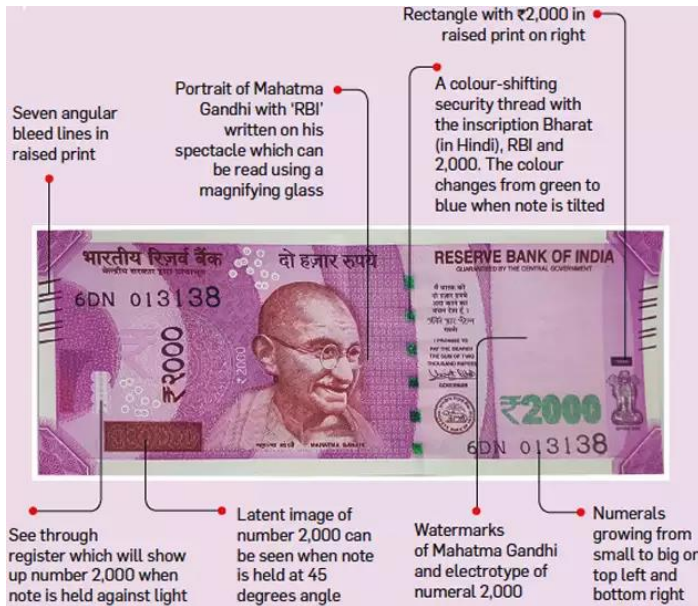 Rectangle with ₹2,000 in
raised print on right
A colour-shifting
security thread with
the inscription Bharat
(in Hindi), RBI and
2,000. The colour
changes from green to
blue when note is tilted
Portrait of Mahatma
Gandhi with 'RBI'
written on his
spectacle which can
be read using a
magnifying glass
Seven angular
bleed lines in
raised print
भारतीय रिज़र्व बैंक
केन्द्रीय सरकार द्वारा प्रत्याभूत
दो हज़ार रुपये
RESERVE BANK OF INDIA
GUARANTEED BY THE CENTRAL GOVERNMENT
6DN 013138
₹2000
₹2000
I PROMISE TO
PAY THE BEARER
THE SUM OF TWO
THOUSAND RUPEES
GOVERNOR
₹2000
6DN 013138
MAHATMA GANDHI
See through
register which will show
up number 2,000 when
note is held against light
Latent image of
number 2,000 can
be seen when note
is held at 45
degrees angle
Watermarks
of Mahatma Gandhi
and electrotype of
numeral 2,000
Numerals
growing from
small to big on
top left and
bottom right